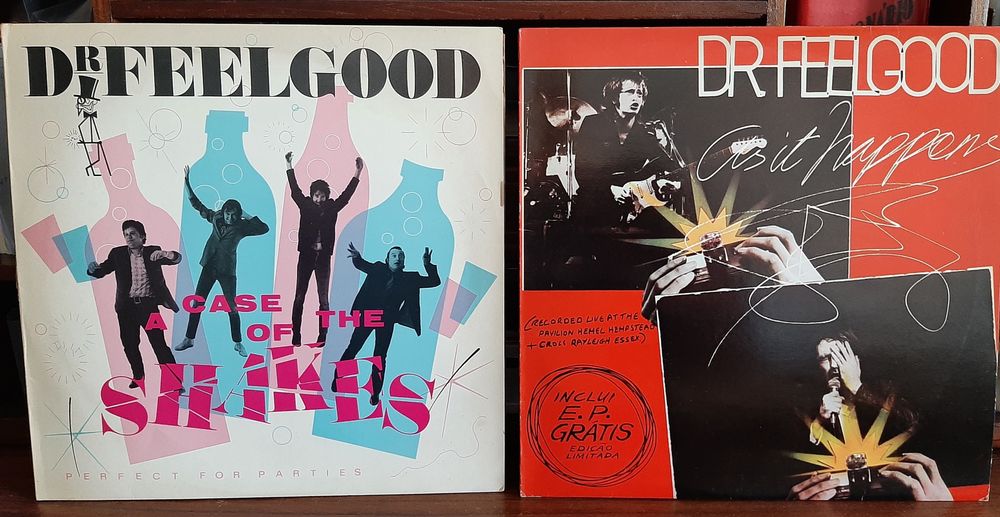 DR FEELGOOD
A CASE OF THE
SHAKES
PERFECT FOR PARTIES
DR. FEELGOOD
as it happens
(RECORDED LIVE AT THE
PAVILION HEMEL HEMPSTEAD
+ CROCS RAYLEIGH ESSEX)
INCLUI
E.P.
GRATIS
EDIÇÃO
LIMITADA